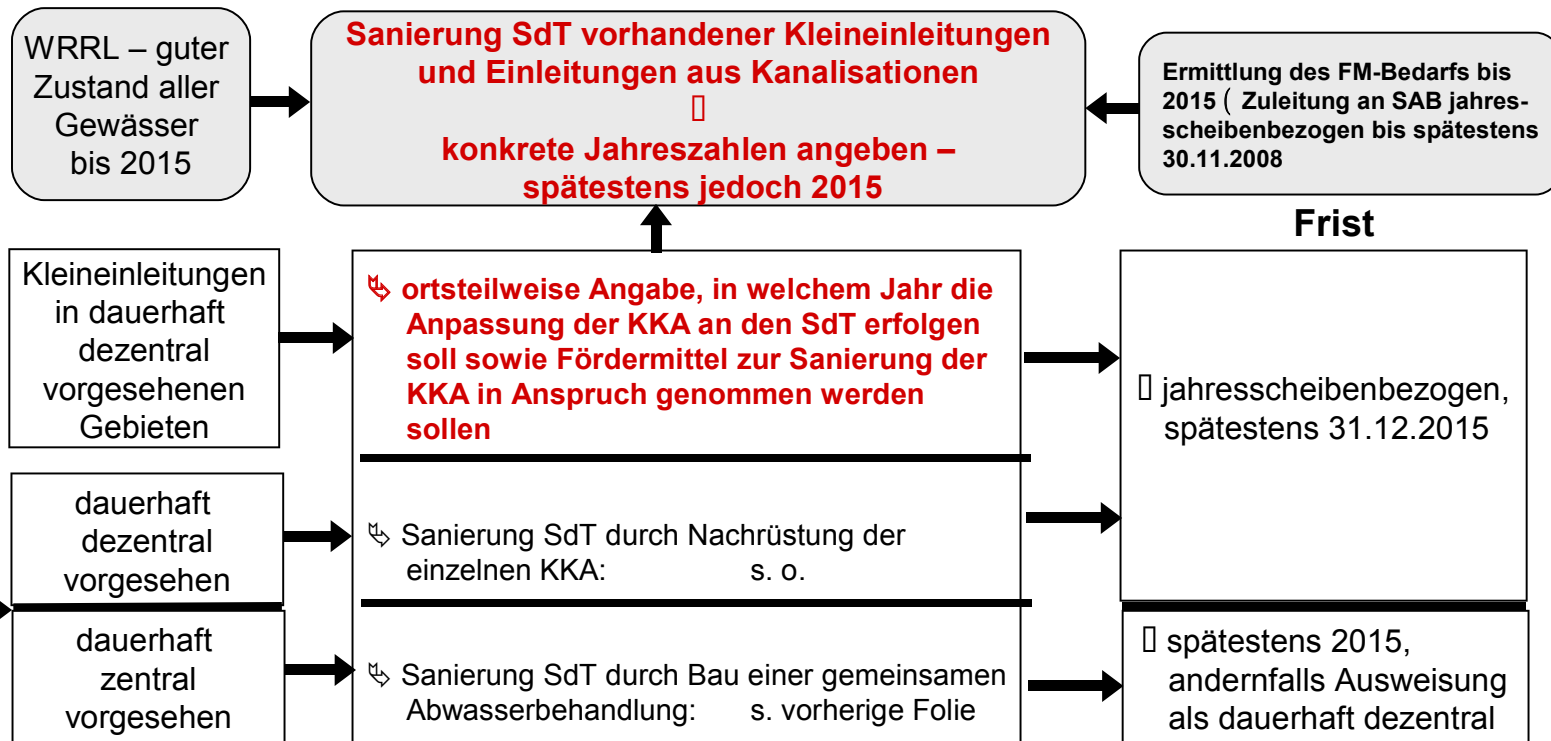 WRRL – guter
Zustand aller
Gewässer
bis 2015
Sanierung SdT vorhandener Kleineinleitungen
und Einleitungen aus Kanalisationen
▯
konkrete Jahreszahlen angeben –
spätestens jedoch 2015
Ermittlung des FM-Bedarfs bis
2015 ( Zuleitung an SAB jahres-
scheibenbezogen bis spätestens
30.11.2008
Frist
Kleineinleitungen
in dauerhaft
dezentral
vorgesehenen
Gebieten
↳ ortsteilweise Angabe, in welchem Jahr die
Anpassung der KKA an den SdT erfolgen
soll sowie Fördermittel zur Sanierung der
KKA in Anspruch genommen werden
sollen
▯ jahresscheibenbezogen,
spätestens 31.12.2015
dauerhaft
dezentral
vorgesehen
↳ Sanierung SdT durch Nachrüstung der
einzelnen KKA: s. o.
dauerhaft
zentral
vorgesehen
↳ Sanierung SdT durch Bau einer gemeinsamen
Abwasserbehandlung: s. vorherige Folie
▯ spätestens 2015,
andernfalls Ausweisung
als dauerhaft dezentral